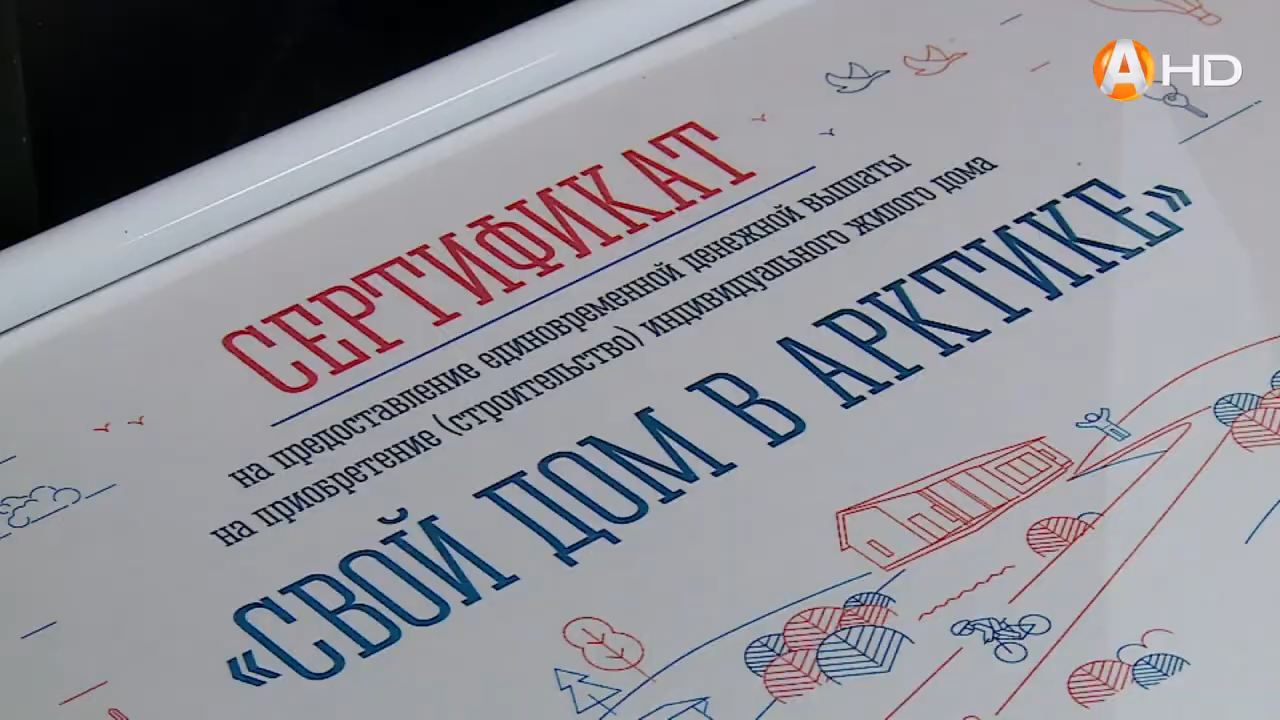 A HD
СЕРТИФИКАТ
на предоставление единовременной денежной выплаты
на приобретение (строительство) индивидуального жилого дома
«СВОЙ ДОМ В АРКТИКЕ»